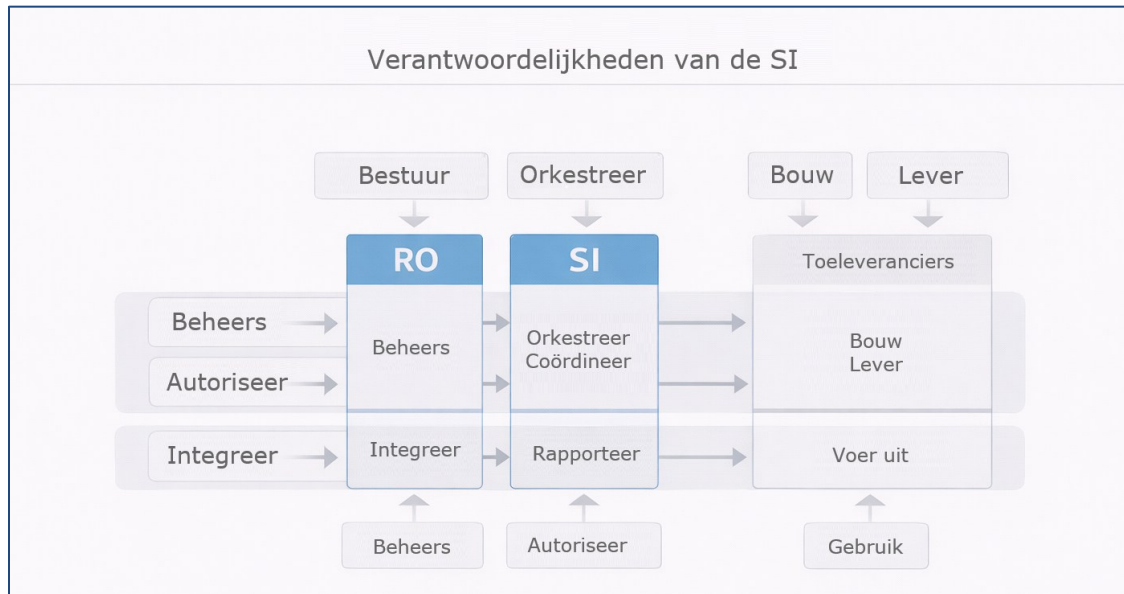 Verantwoordelijkheden van de SI
Bestuur
Orkestreer
Bouw
Lever
RO
SI
Toeleveranciers
Beheers
Beheers
Orkestreer
Coördineer
Bouw
Lever
Autoriseer
Integreer
Integreer
Rapporteer
Voer uit
Beheers
Autoriseer
Gebruik